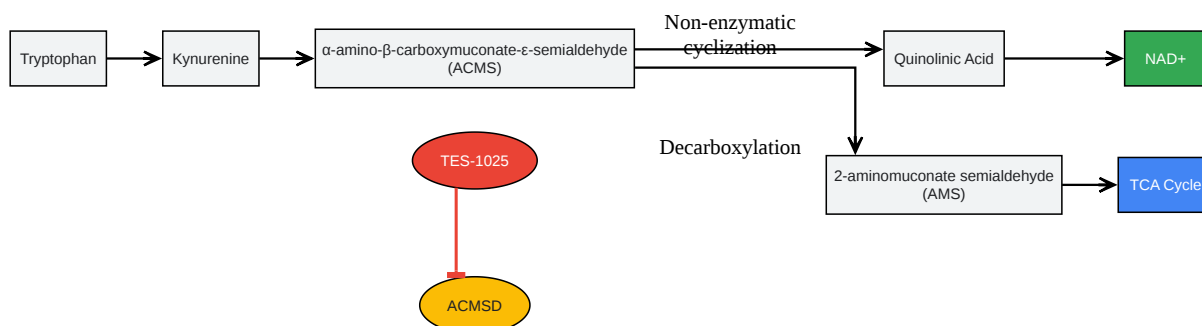 Non-enzymatic
cyclization
Tryptophan
Kynurenine
α-amino-β-carboxymuconate-ε-semialdehyde
(ACMS)
Quinolinic Acid
NAD+
TES-1025
Decarboxylation
2-aminomuconate semialdehyde
(AMS)
TCA Cycle
ACMSD